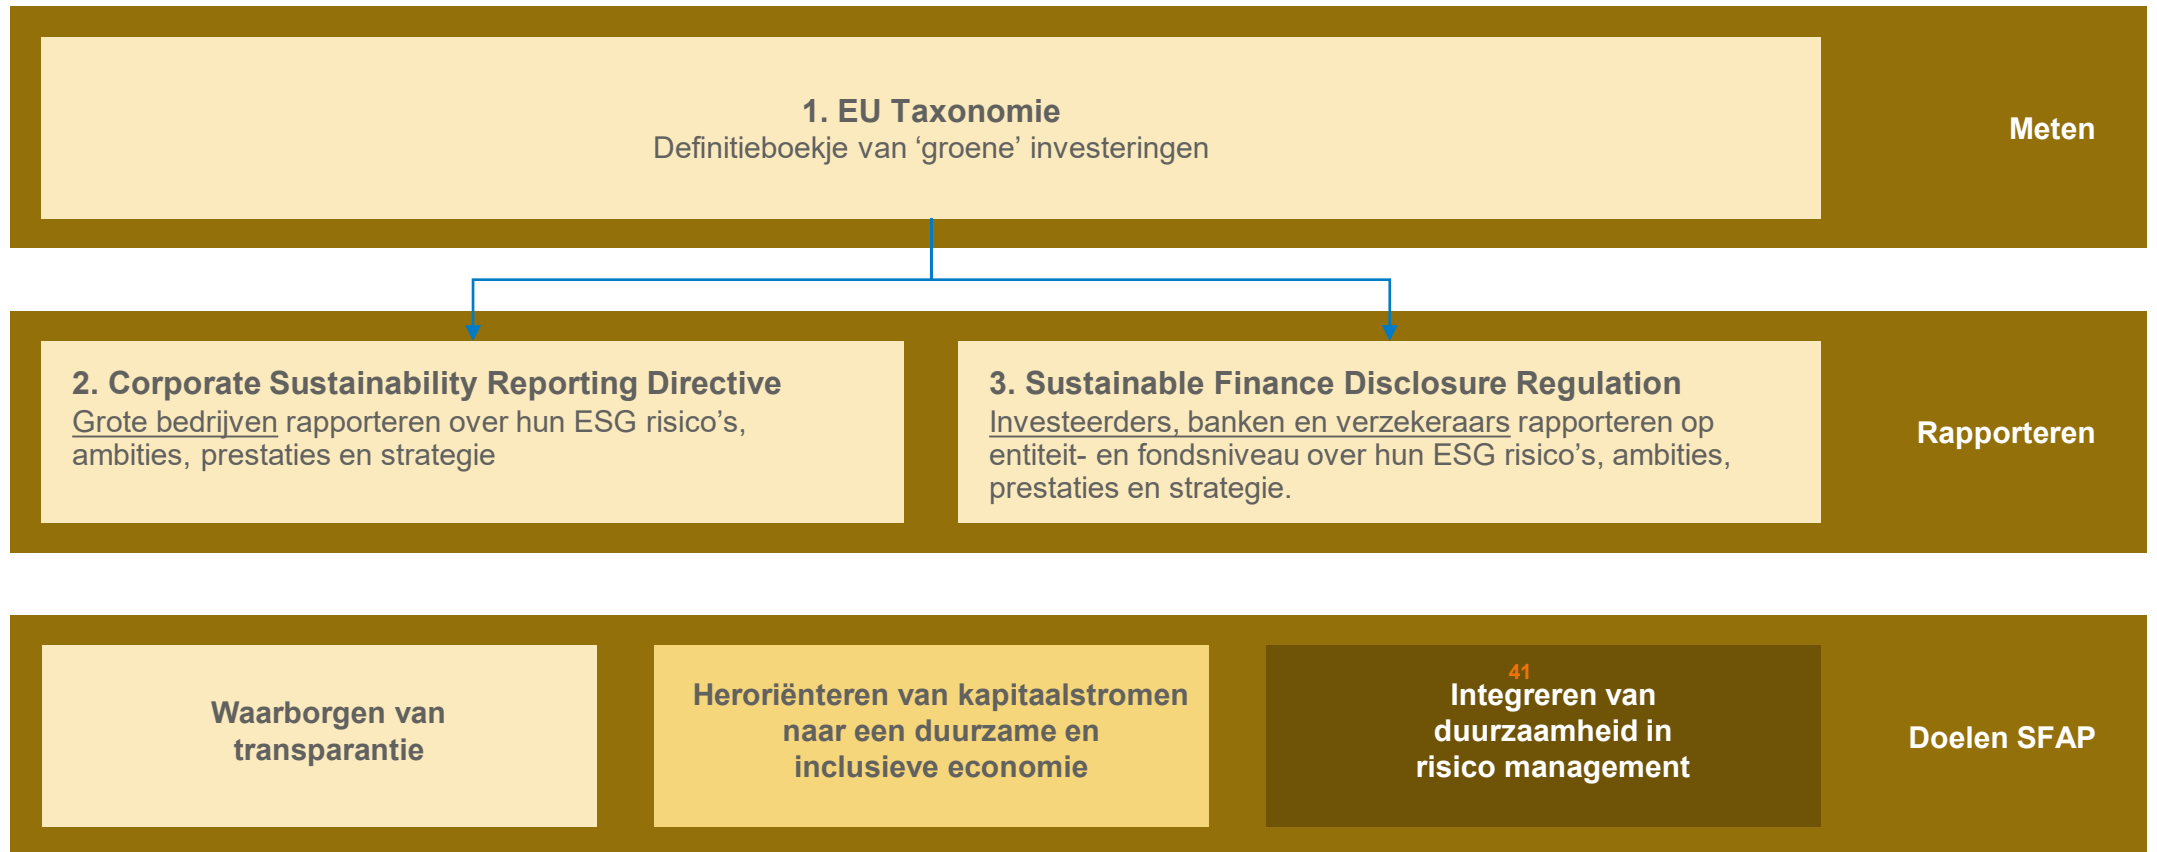 1. EU Taxonomie
Definitieboekje van ‘groene’ investeringen
Meten
2. Corporate Sustainability Reporting Directive
Grote bedrijven rapporteren over hun ESG risico’s,
ambities, prestaties en strategie
3. Sustainable Finance Disclosure Regulation
Investeerders, banken en verzekeraars rapporteren op
entiteit- en fondsniveau over hun ESG risico’s, ambities,
prestaties en strategie.
Rapporteren
Waarborgen van
transparantie
Heroriënteren van kapitaalstromen
naar een duurzame en
inclusieve economie
41
Integreren van
duurzaamheid in
risico management
Doelen SFAP